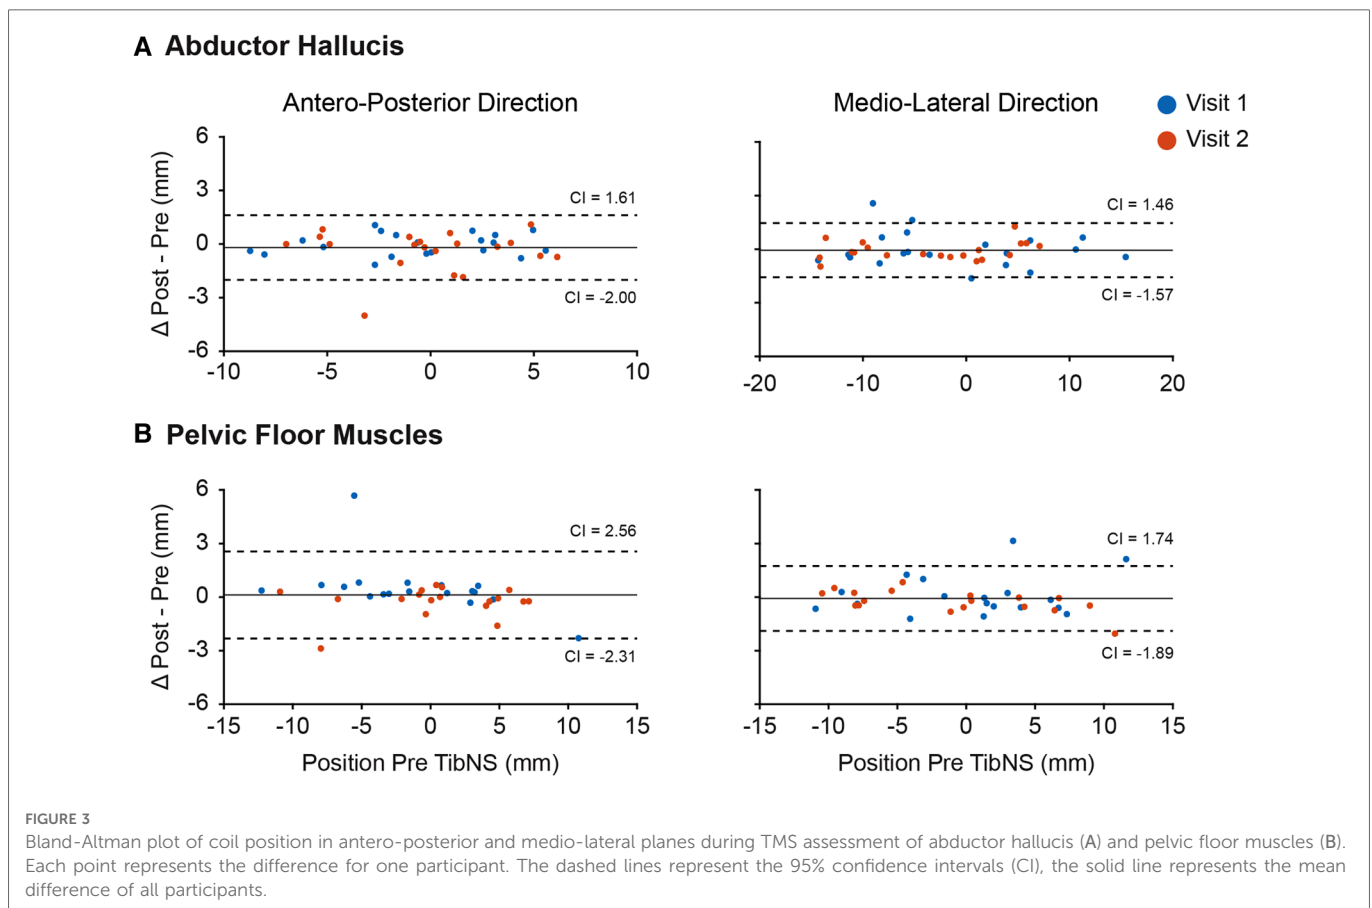 A Abductor Hallucis
Antero-Posterior Direction
Medio-Lateral Direction
Visit 1
Visit 2
Δ Post - Pre (mm)
6
3
0
-3
-6
CI = 1.61
CI = -2.00
-10 -5 0 5 10
CI = 1.46
CI = -1.57
-20 -10 0 10 20
B Pelvic Floor Muscles
Δ Post - Pre (mm)
6
3
0
-3
-6
CI = 2.56
CI = -2.31
-15 -10 -5 0 5 10 15
Position Pre TibNS (mm)
CI = 1.74
CI = -1.89
-15 -10 -5 0 5 10 15
Position Pre TibNS (mm)
FIGURE 3
Bland-Altman plot of coil position in antero-posterior and medio-lateral planes during TMS assessment of abductor hallucis (A) and pelvic floor muscles (B).
Each point represents the difference for one participant. The dashed lines represent the 95% confidence intervals (CI), the solid line represents the mean
difference of all participants.